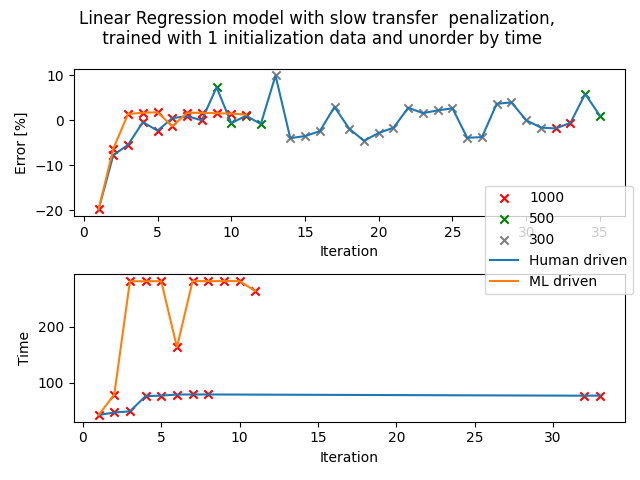 Linear Regression model with slow transfer  penalization,
trained with 1 initialization data and unorder by time
10
0
−10
−20
Error [%]
0 5 10 15 20 25 30 35
Iteration
1000
500
300
Human driven
ML driven
200
100
Time
0 5 10 15 20 25 30
Iteration